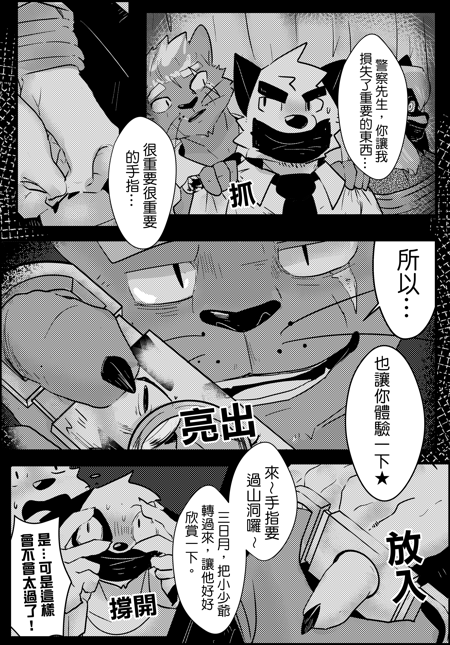 警察先生，你讓我
損失了重要的東西…
抓
很重要很重要
的手指…
所以…
也讓你體驗一下★
亮出
來～手指要
過山洞囉～
放入
三日月，把小少爺
轉過來，讓他好好
欣賞一下。
撐開
是…可是這樣
會不會太過了！